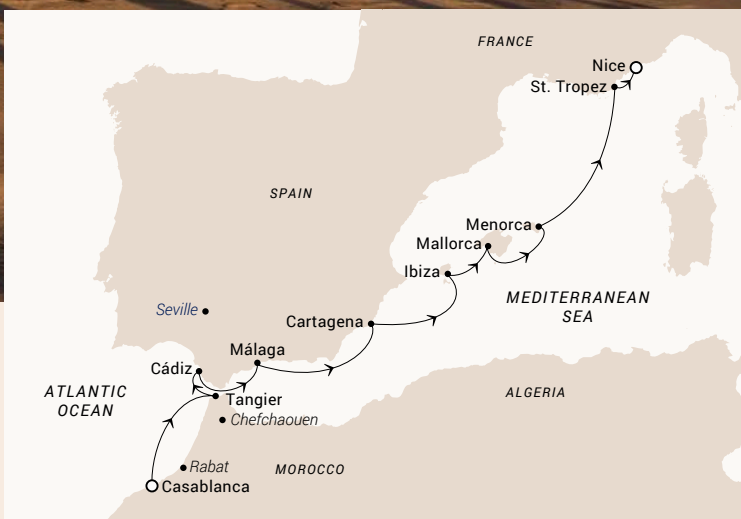 FRANCE
Nice
St. Tropez
SPAIN
Menorca
Mallorca
Ibiza
MEDITERRANEAN
SEA
Seville
Cartagena
Málaga
Cádiz
ATLANTIC
OCEAN
Tangier
ALGERIA
Chefchaouen
Rabat
MOROCCO
Casablanca